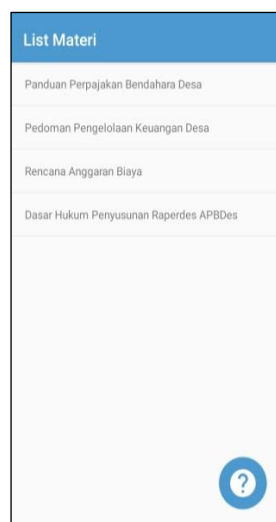 List Materi
Panduan Perpajakan Bendahara Desa
Pedoman Pengelolaan Keuangan Desa
Rencana Anggaran Biaya
Dasar Hukum Penyusunan Raperdes APBDes
?